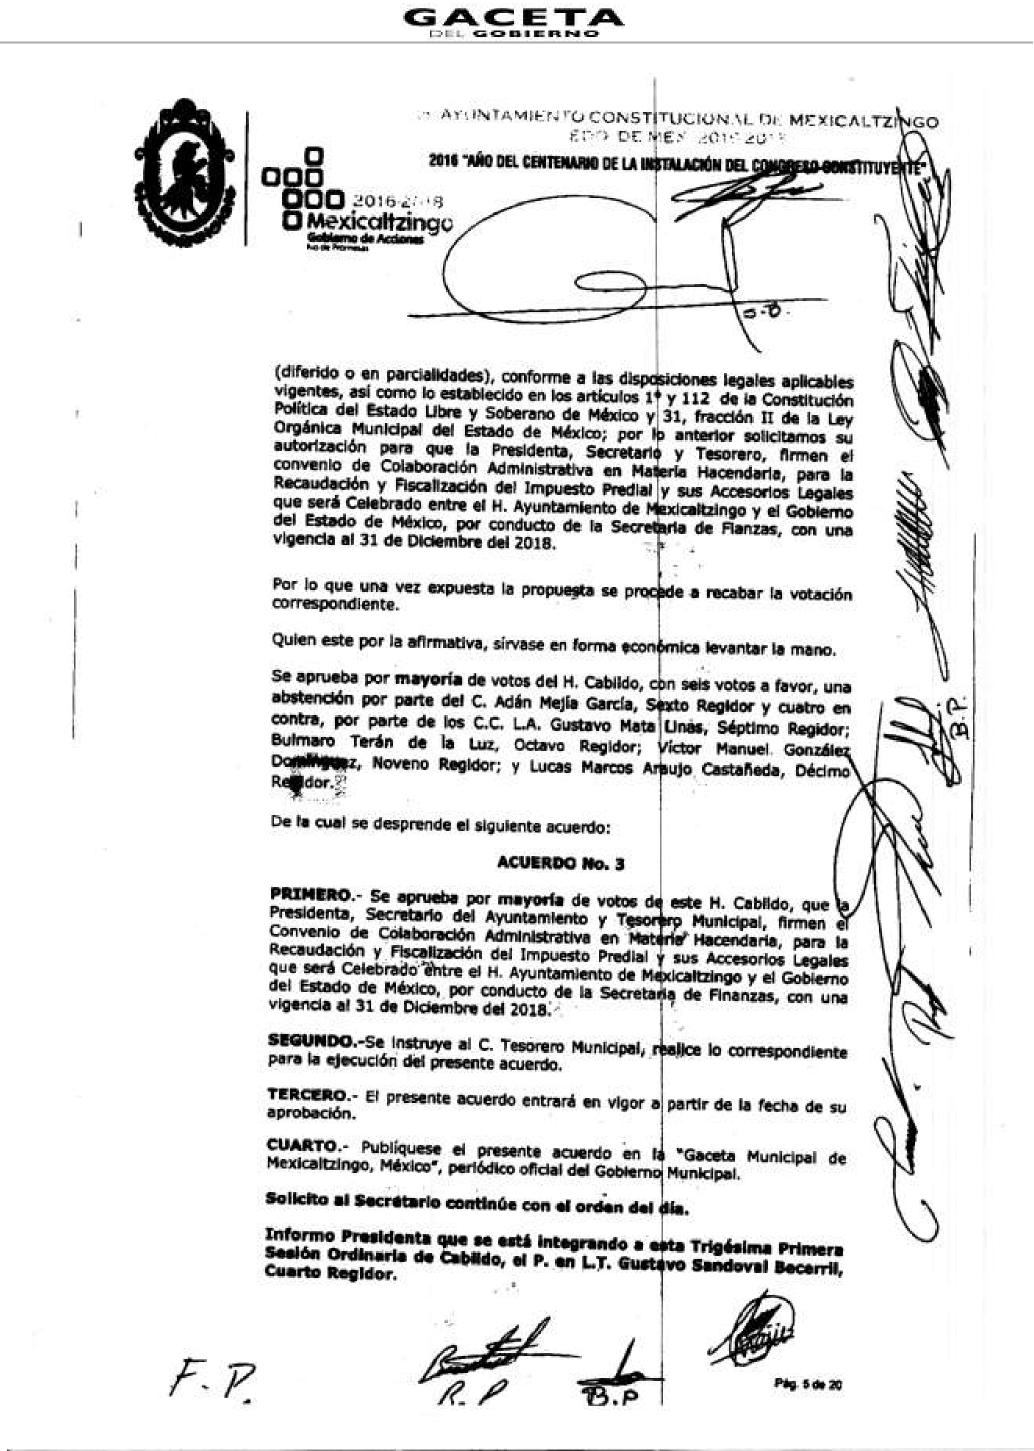 GACETA
DEL GOBIERNO
AYUNTAMIENTO CONSTITUCIONAL DE MEXICALTZINGO
EDO. DE MEX. 2016-2018
2016 "AÑO DEL CENTENARIO DE LA INSTALACIÓN DEL CONGRESO CONSTITUYENTE"
2016-2018
Mexicaltzingo
Gobierno de Acciones
No de Promesas
(diferido o en parcialidades), conforme a las disposiciones legales aplicables
vigentes, así como lo establecido en los artículos 1° y 112 de la Constitución
Política del Estado Libre y Soberano de México y 31, fracción II de la Ley
Orgánica Municipal del Estado de México; por lo anterior solicitamos su
autorización para que la Presidenta, Secretario y Tesorero, firmen el
convenio de Colaboración Administrativa en Materia Hacendaria, para la
Recaudación y Fiscalización del Impuesto Predial y sus Accesorios Legales
que será Celebrado entre el H. Ayuntamiento de Mexicaltzingo y el Gobierno
del Estado de México, por conducto de la Secretaría de Fianzas, con una
vigencia al 31 de Diciembre del 2018.
Por lo que una vez expuesta la propuesta se procede a recabar la votación
correspondiente.
Quien este por la afirmativa, sírvase en forma económica levantar la mano.
Se aprueba por mayoría de votos del H. Cabildo, con seis votos a favor, una
abstención por parte del C. Adán Mejía García, Sexto Regidor y cuatro en
contra, por parte de los C.C. L.A. Gustavo Mata Linas, Séptimo Regidor;
Bulmaro Terán de la Luz, Octavo Regidor; Víctor Manuel. González
Domínguez, Noveno Regidor; y Lucas Marcos Araujo Castañeda, Décimo
Regidor.
De la cual se desprende el siguiente acuerdo:
ACUERDO No. 3
PRIMERO.- Se aprueba por mayoría de votos de este H. Cabildo, que la
Presidenta, Secretario del Ayuntamiento y Tesorero Municipal, firmen el
Convenio de Colaboración Administrativa en Materia Hacendaria, para la
Recaudación y Fiscalización del Impuesto Predial y sus Accesorios Legales
que será Celebrado entre el H. Ayuntamiento de Mexicaltzingo y el Gobierno
del Estado de México, por conducto de la Secretaría de Finanzas, con una
vigencia al 31 de Diciembre del 2018.
SEGUNDO.-Se Instruye al C. Tesorero Municipal, realice lo correspondiente
para la ejecución del presente acuerdo.
TERCERO.- El presente acuerdo entrará en vigor a partir de la fecha de su
aprobación.
CUARTO.- Publíquese el presente acuerdo en la "Gaceta Municipal de
Mexicaltzingo, México", periódico oficial del Gobierno Municipal.
Solicito al Secretario continúe con el orden del día.
Informo Presidenta que se está integrando a esta Trigésima Primera
Sesión Ordinaria de Cabildo, el P. en L.T. Gustavo Sandoval Becerril,
Cuarto Regidor.
B.P.
F.P.
R.P
B.P
Pág. 5 de 20